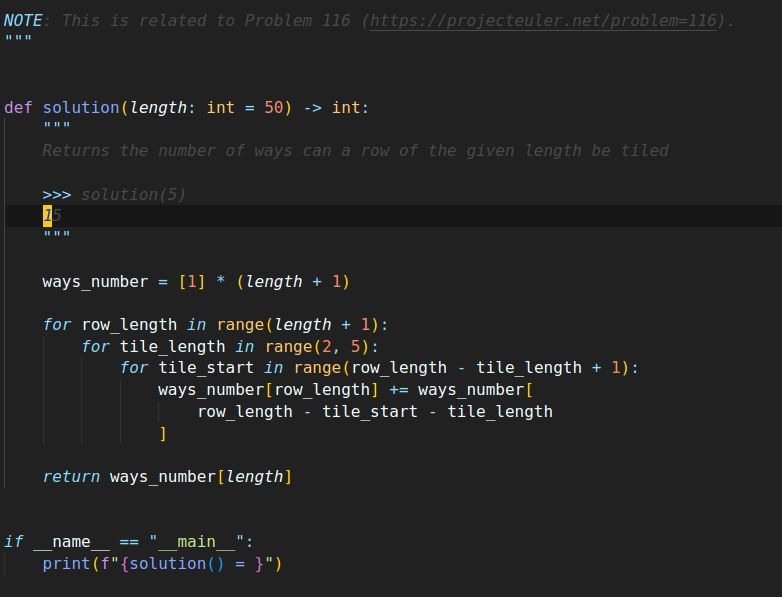 NOTE: This is related to Problem 116 (https://projecteuler.net/problem=116).
"""
def solution(length: int = 50) -> int:
"""
Returns the number of ways can a row of the given length be tiled
>>> solution(5)
15
"""
ways_number = [1] * (length + 1)
for row_length in range(length + 1):
for tile_length in range(2, 5):
for tile_start in range(row_length - tile_length + 1):
ways_number[row_length] += ways_number[
row_length - tile_start - tile_length
]
return ways_number[length]
if __name__ == "__main__":
print(f"{solution() = }")